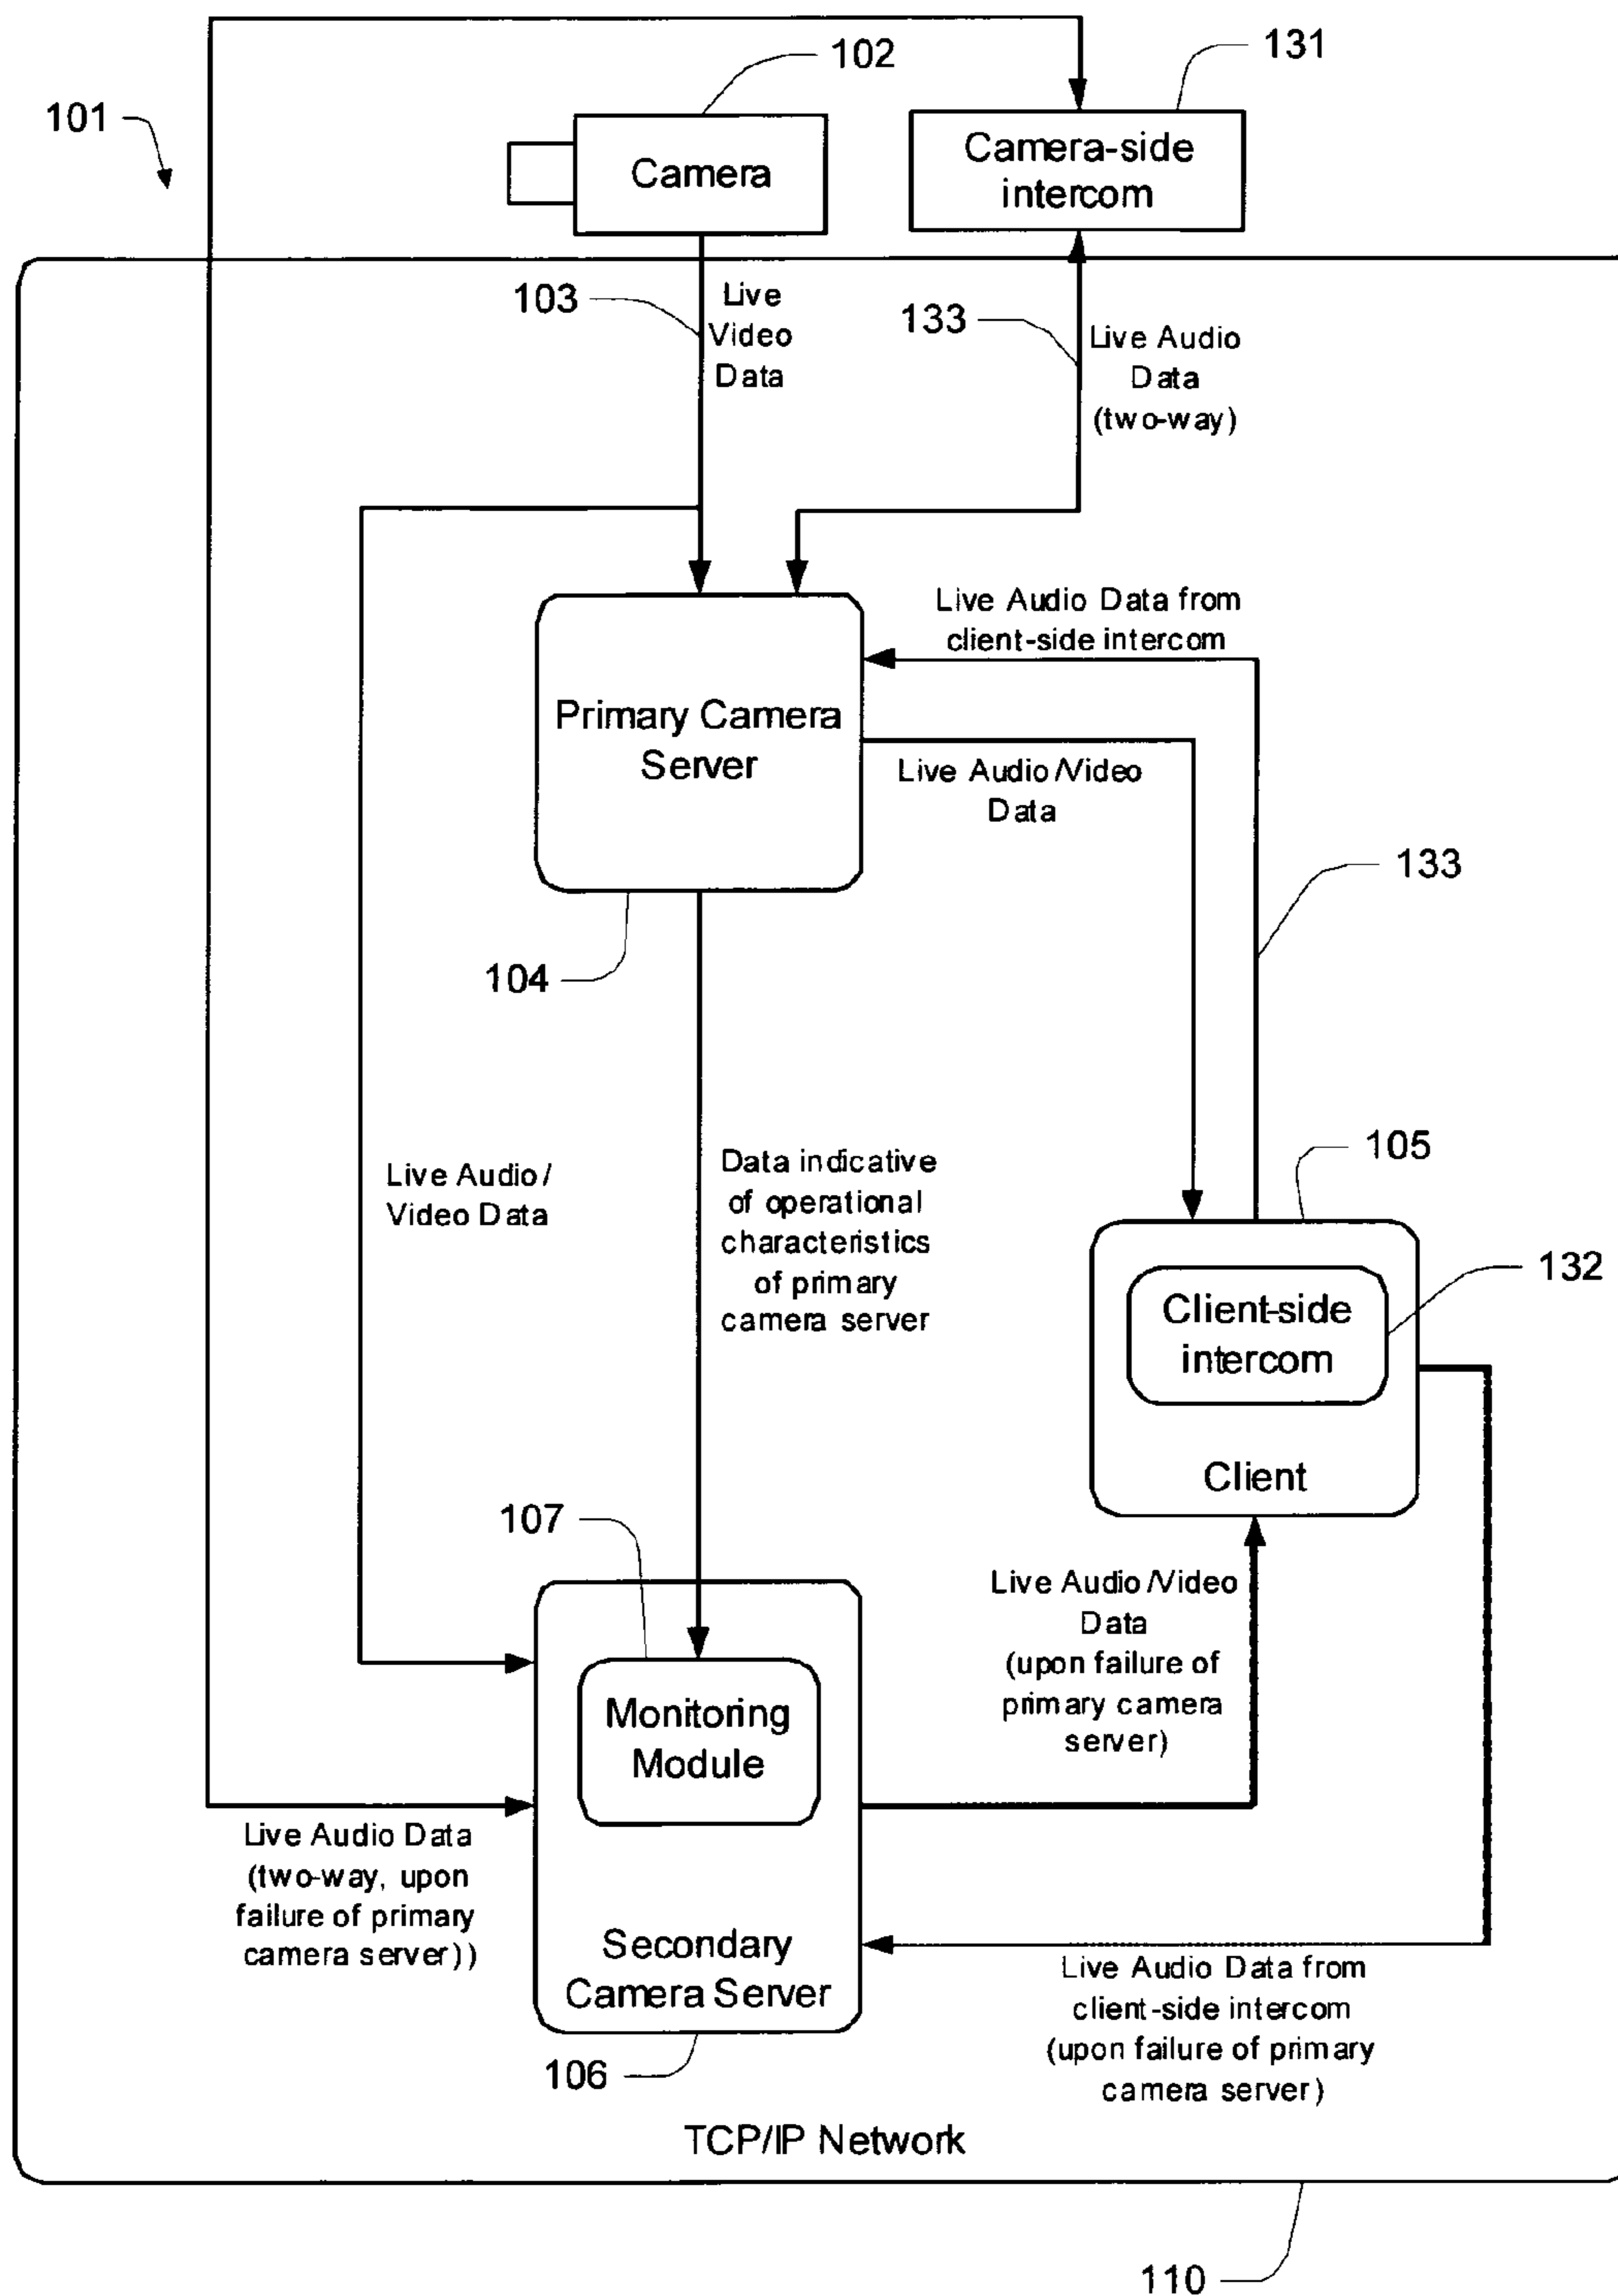 131
102
101
Camera-side
intercom
Camera
103
Live
Video
Data
133
Live Audio
Data
(two-way)
Live Audio Data from
client-side intercom
Primary Camera
Server
Live Audio/Video
Data
133
104
105
Live Audio/
Video Data
Data indicative
of operational
characteristics
of primary
camera server
132
Client-side
intercom
Client
107
Live Audio/Video
Data
(upon failure of
primary camera
server)
Monitoring
Module
Live Audio Data
(two-way, upon
failure of primary
camera server))
Secondary
Camera Server
Live Audio Data from
client-side intercom
(upon failure of primary
camera server)
106
TCP/IP Network
110